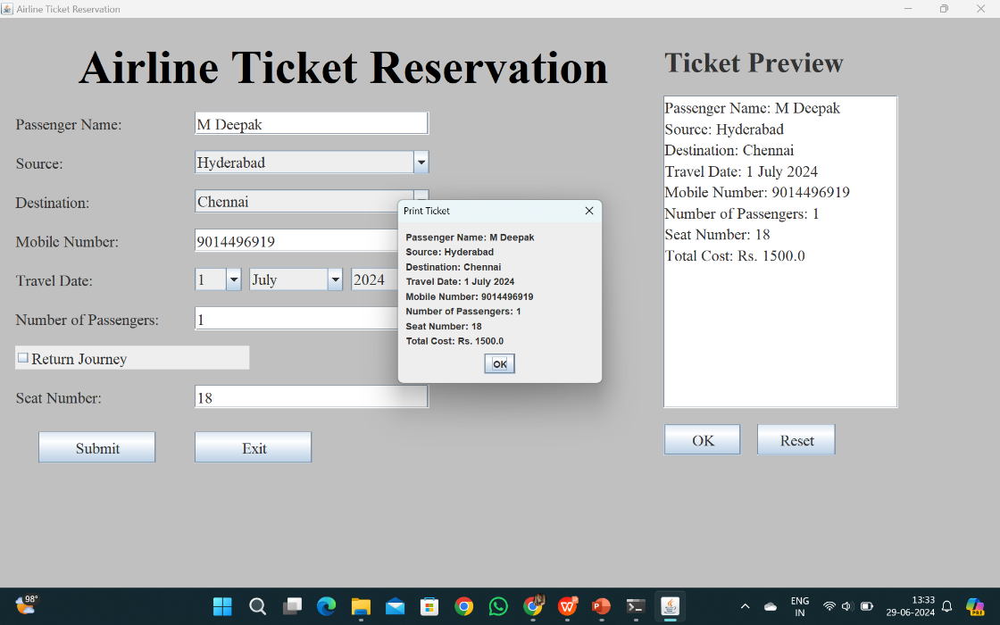 Airline Ticket Reservation
Airline Ticket Reservation
Passenger Name:
M Deepak
Source:
Hyderabad
Destination:
Chennai
Mobile Number:
9014496919
Travel Date:
1
July
2024
Number of Passengers:
1
Return Journey
Seat Number:
18
Submit
Exit
Print Ticket
Passenger Name: M Deepak
Source: Hyderabad
Destination: Chennai
Travel Date: 1 July 2024
Mobile Number: 9014496919
Number of Passengers: 1
Seat Number: 18
Total Cost: Rs. 1500.0
OK
Ticket Preview
Passenger Name: M Deepak
Source: Hyderabad
Destination: Chennai
Travel Date: 1 July 2024
Mobile Number: 9014496919
Number of Passengers: 1
Seat Number: 18
Total Cost: Rs. 1500.0
OK
Reset
98°
ENG
IN
13:33
29-06-2024
PRE